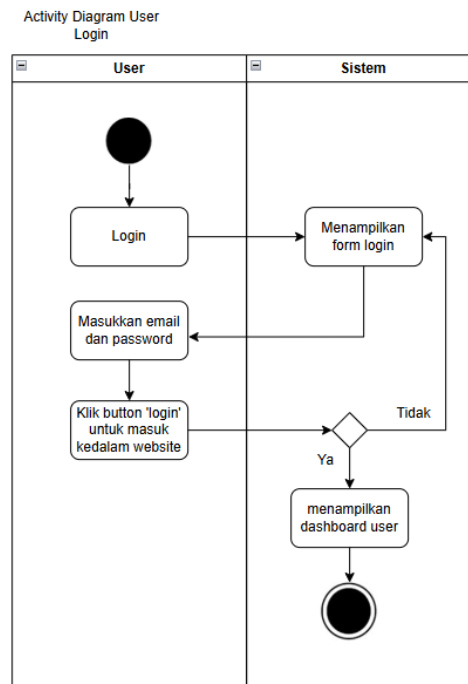 Activity Diagram User
Login
User
Sistem
Login
Menampilkan
form login
Masukkan email
dan password
Klik button 'login'
untuk masuk
kedalam website
Tidak
Ya
menampilkan
dashboard user